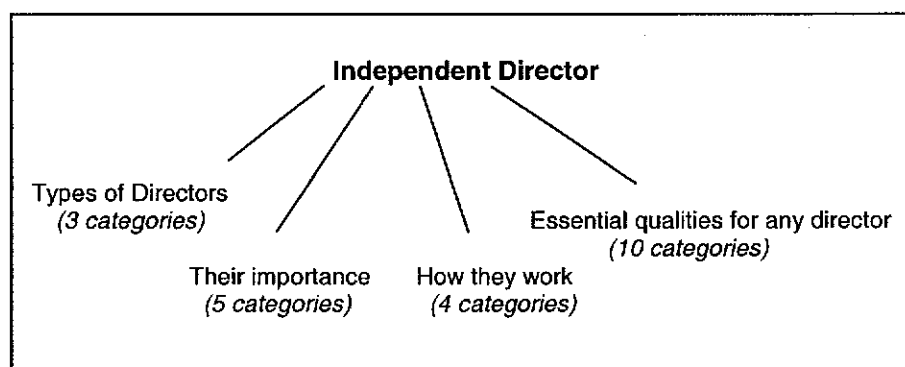 Independent Director
Types of Directors
(3 categories)
Essential qualities for any director
(10 categories)
Their importance
(5 categories)
How they work
(4 categories)